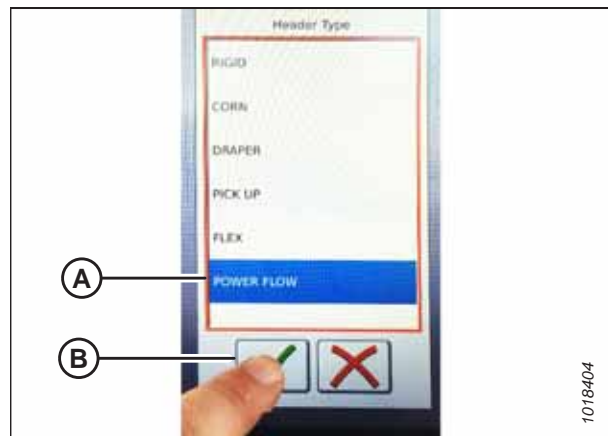 Header Type
RIGID
CORN
DRAPER
PICK UP
FLEX
POWER FLOW
A
B
1018404